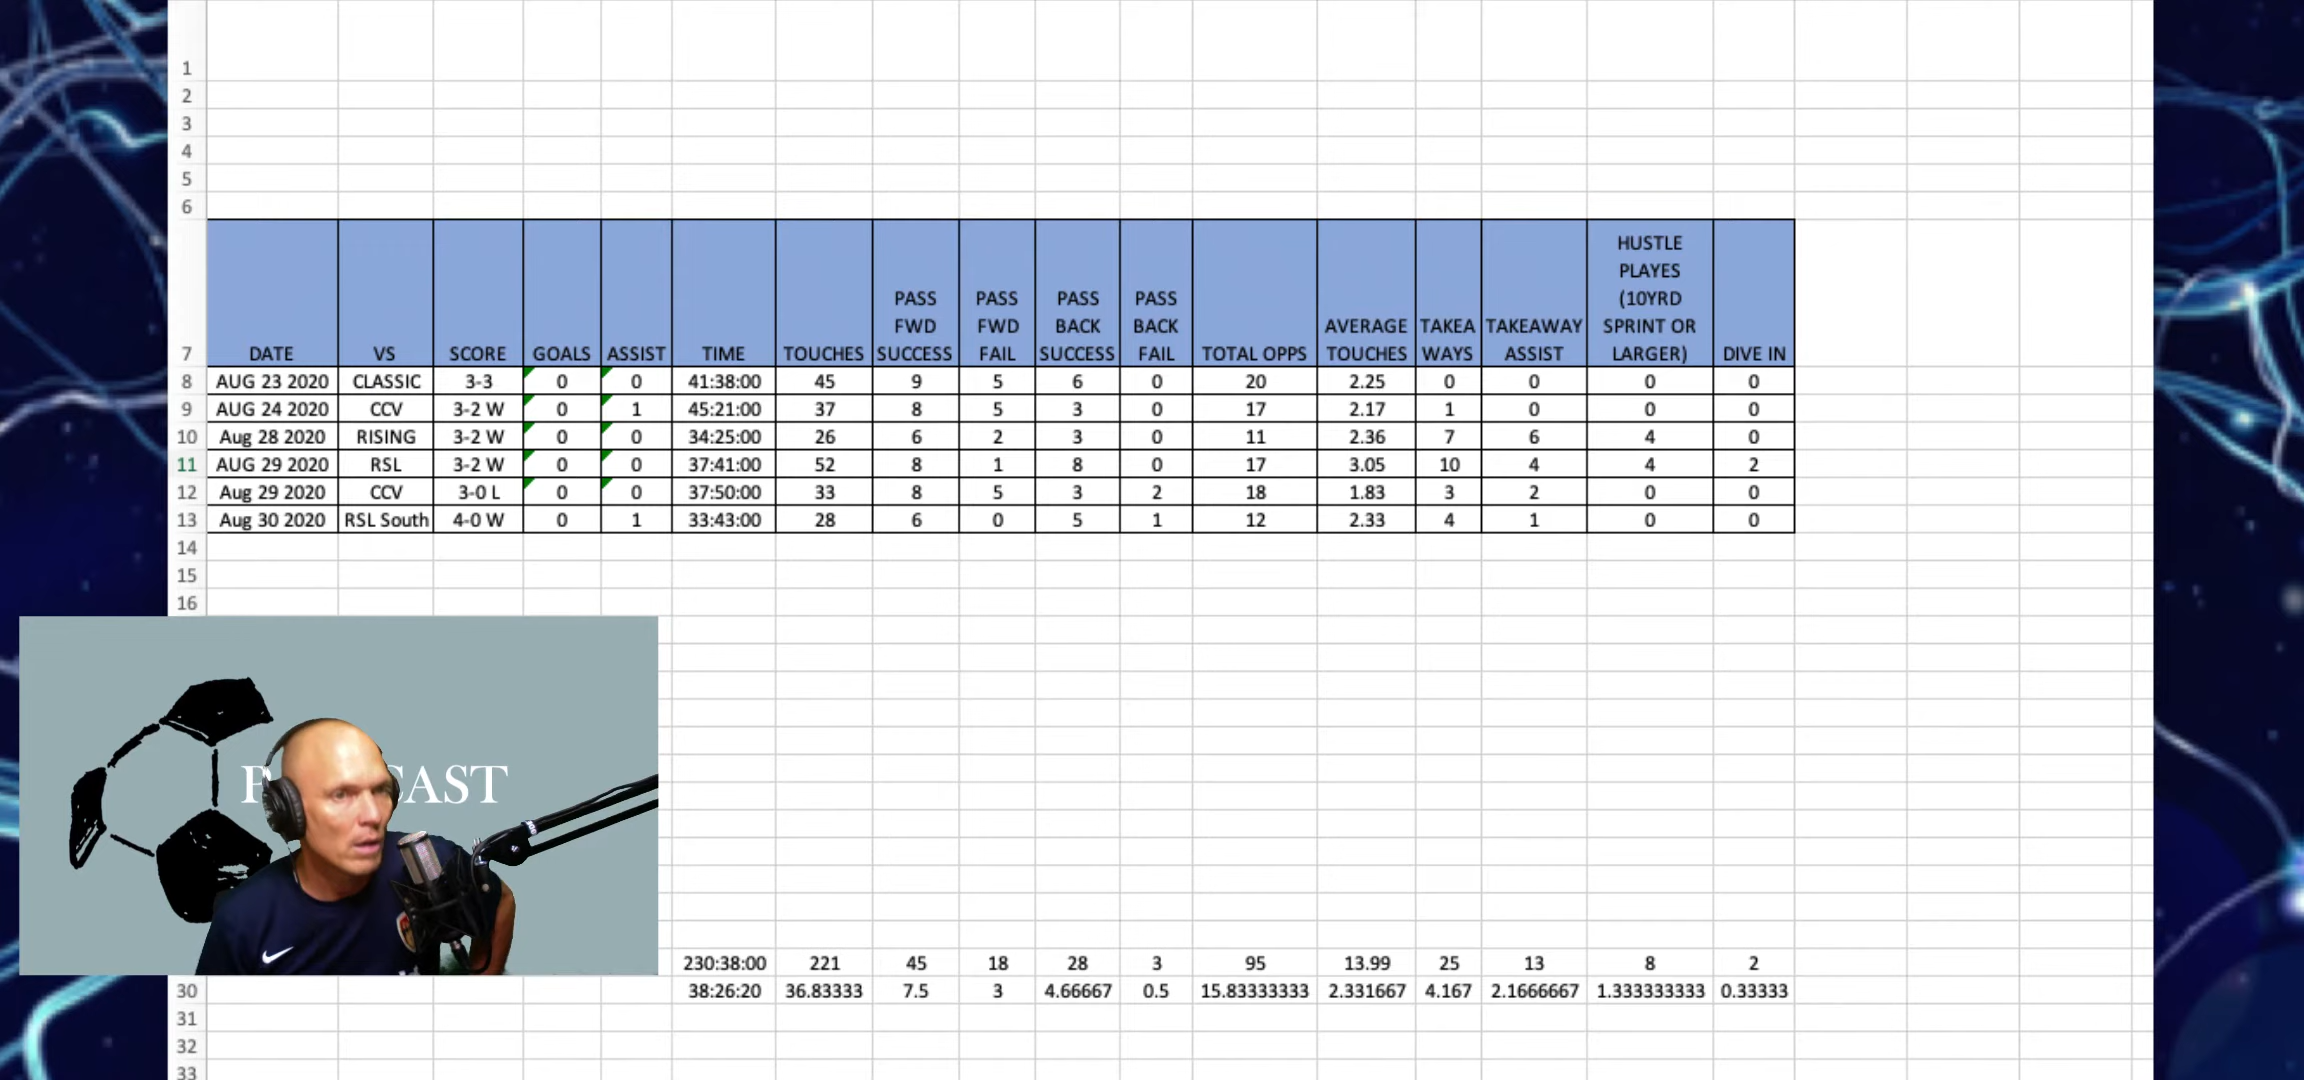 1
2
3
4
5
6
7 DATE VS SCORE GOALS ASSIST TIME TOUCHES PASS FWD SUCCESS PASS FWD FAIL PASS BACK SUCCESS PASS BACK FAIL TOTAL OPPS AVERAGE TOUCHES TAKEA WAYS TAKEAWAY ASSIST HUSTLE PLAYES (10YRD SPRINT OR LARGER) DIVE IN
8 AUG 23 2020 CLASSIC 3-3 0 0 41:38:00 45 9 5 6 0 20 2.25 0 0 0 0
9 AUG 24 2020 CCV 3-2 W 0 1 45:21:00 37 8 5 3 0 17 2.17 1 0 0 0
10 Aug 28 2020 RISING 3-2 W 0 0 34:25:00 26 6 2 3 0 11 2.36 7 6 4 0
11 AUG 29 2020 RSL 3-2 W 0 0 37:41:00 52 8 1 8 0 17 3.05 10 4 4 2
12 Aug 29 2020 CCV 3-0 L 0 0 37:50:00 33 8 5 3 2 18 1.83 3 2 0 0
13 Aug 30 2020 RSL South 4-0 W 0 1 33:43:00 28 6 0 5 1 12 2.33 4 1 0 0
14
15
16
230:38:00 221 45 18 28 3 95 13.99 25 13 8 2
30 38:26:20 36.83333 7.5 3 4.66667 0.5 15.83333333 2.331667 4.167 2.1666667 1.333333333 0.33333
31
32
33